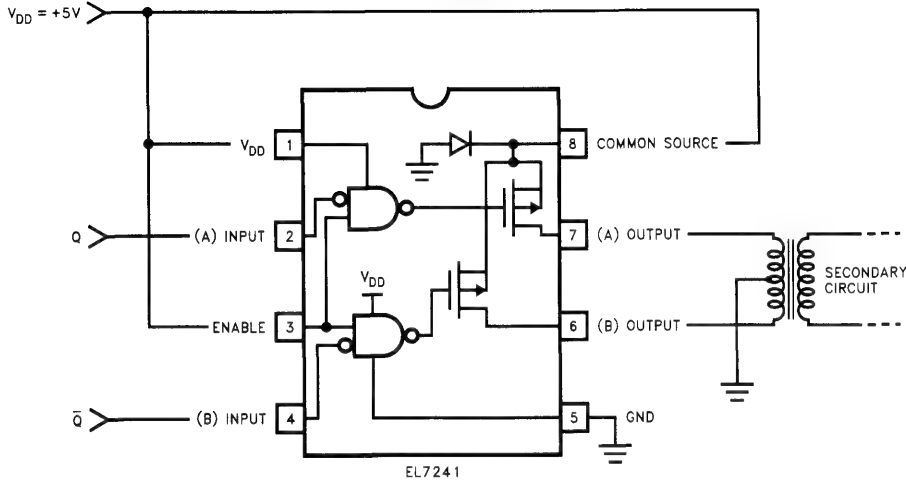 V_DD = +5V
V_DD 1
8 COMMON SOURCE
Q (A) INPUT 2
7 (A) OUTPUT
V_DD
SECONDARY
CIRCUIT
ENABLE 3
6 (B) OUTPUT
Q̅ (B) INPUT 4
5 GND
EL7241